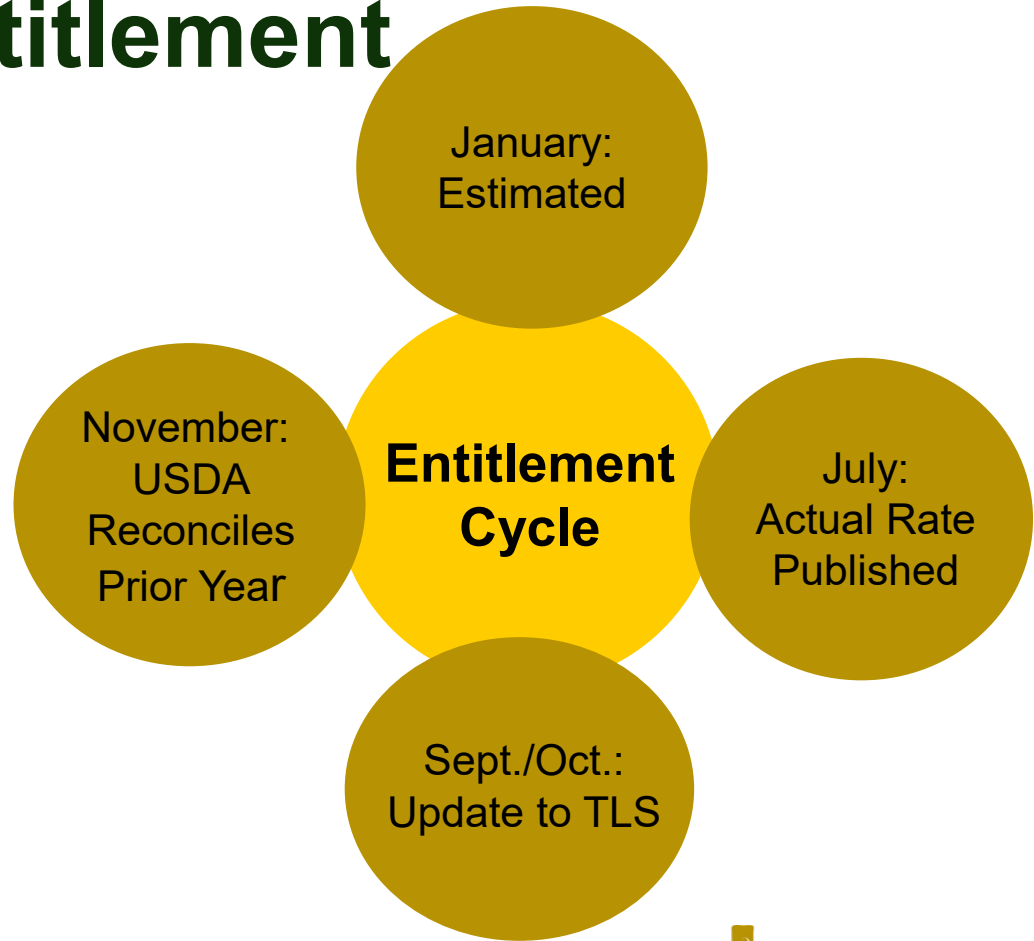 titlement
January:
Estimated
November:
USDA
Reconciles
Prior Year
Entitlement
Cycle
July:
Actual Rate
Published
Sept./Oct.:
Update to TLS